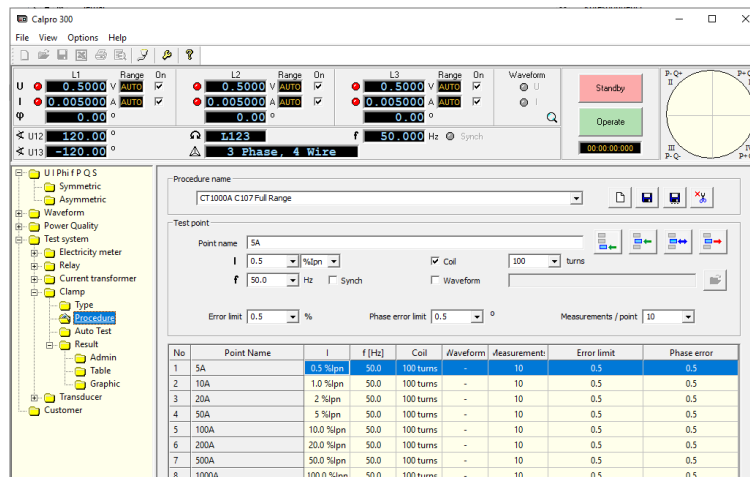 Calpro 300
File View Options Help
L1 Range On L2 Range On L3 Range On Waveform
U 0.5000 V AUTO 0.5000 V AUTO 0.5000 V AUTO U
I 0.005000 A AUTO 0.005000 A AUTO 0.005000 A AUTO I
φ 0.00 ° 0.00 ° 0.00 °
∢ U12 120.00 ° L123 f 50.000 Hz Synch
∢ U13 -120.00 ° 3 Phase, 4 Wire
Standby
Operate
00:00:00:000
P-Q+
II
III
P-Q-
U I Phi f P Q S
Symmetric
Asymmetric
Waveform
Power Quality
Test system
Electricity meter
Relay
Current transformer
Clamp
Type
Procedure
Auto Test
Result
Admin
Table
Graphic
Transducer
Customer
Procedure name
CT1000A C107 Full Range
Test point
Point name 5A
I 0.5 %Ipn Coil 100 turns
f 50.0 Hz Synch Waveform
Error limit 0.5 % Phase error limit 0.5 ° Measurements / point 10
No Point Name I f [Hz] Coil Waveform Measurements Error limit Phase error
1 5A 0.5 %Ipn 50.0 100 turns - 10 0.5 0.5
2 10A 1.0 %Ipn 50.0 100 turns - 10 0.5 0.5
3 20A 2 %Ipn 50.0 100 turns - 10 0.5 0.5
4 50A 5 %Ipn 50.0 100 turns - 10 0.5 0.5
5 100A 10.0 %Ipn 50.0 100 turns - 10 0.5 0.5
6 200A 20.0 %Ipn 50.0 100 turns - 10 0.5 0.5
7 500A 50.0 %Ipn 50.0 100 turns - 10 0.5 0.5
8 1000A 100.0 %Ipn 50.0 100 turns - 10 0.5 0.5